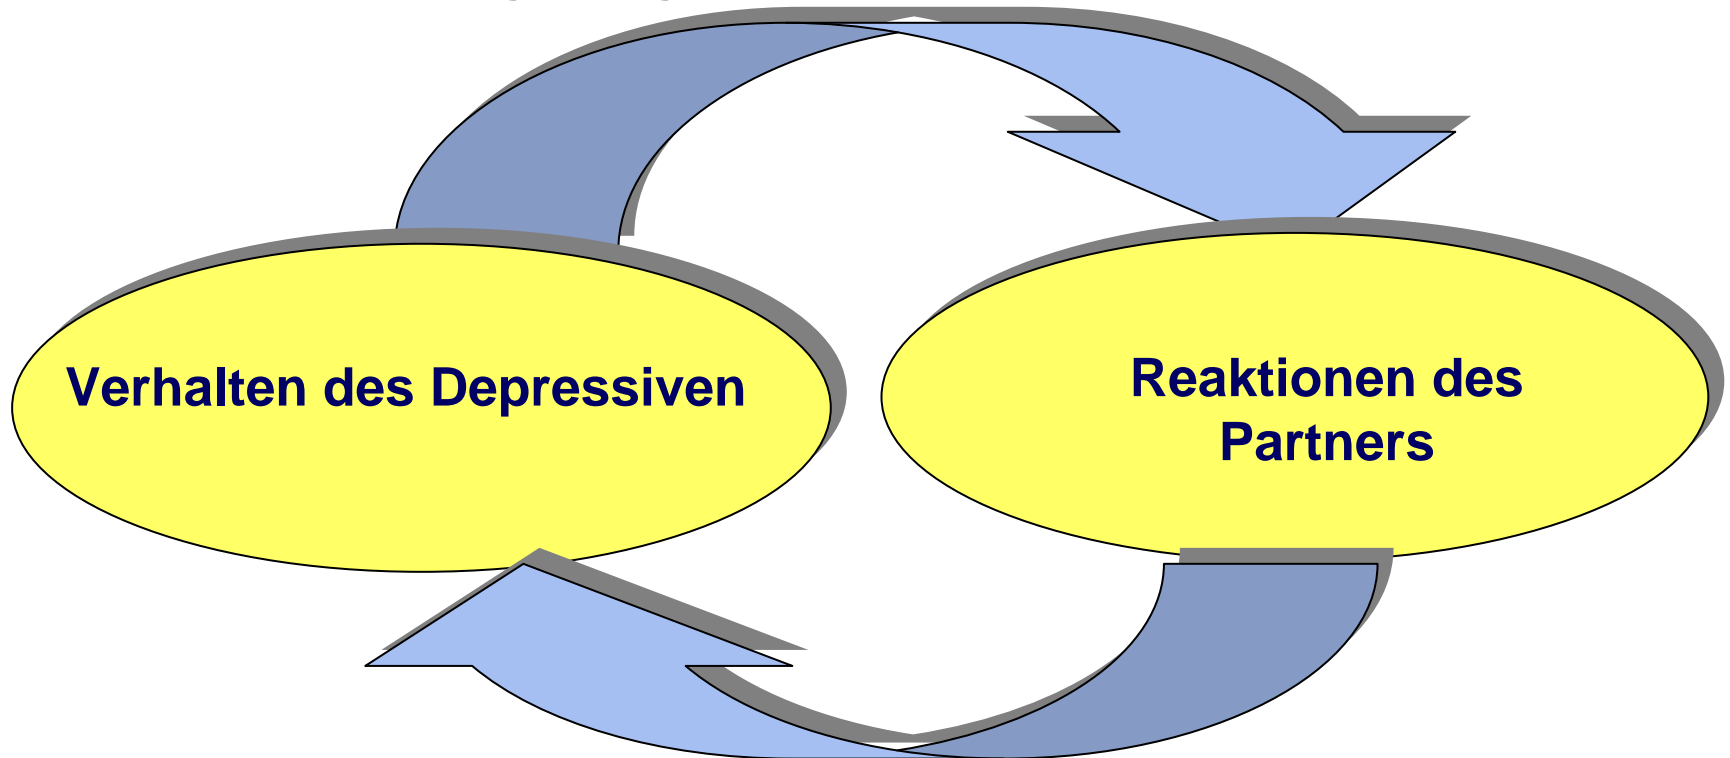 Verhalten des Depressiven
Reaktionen des
Partners